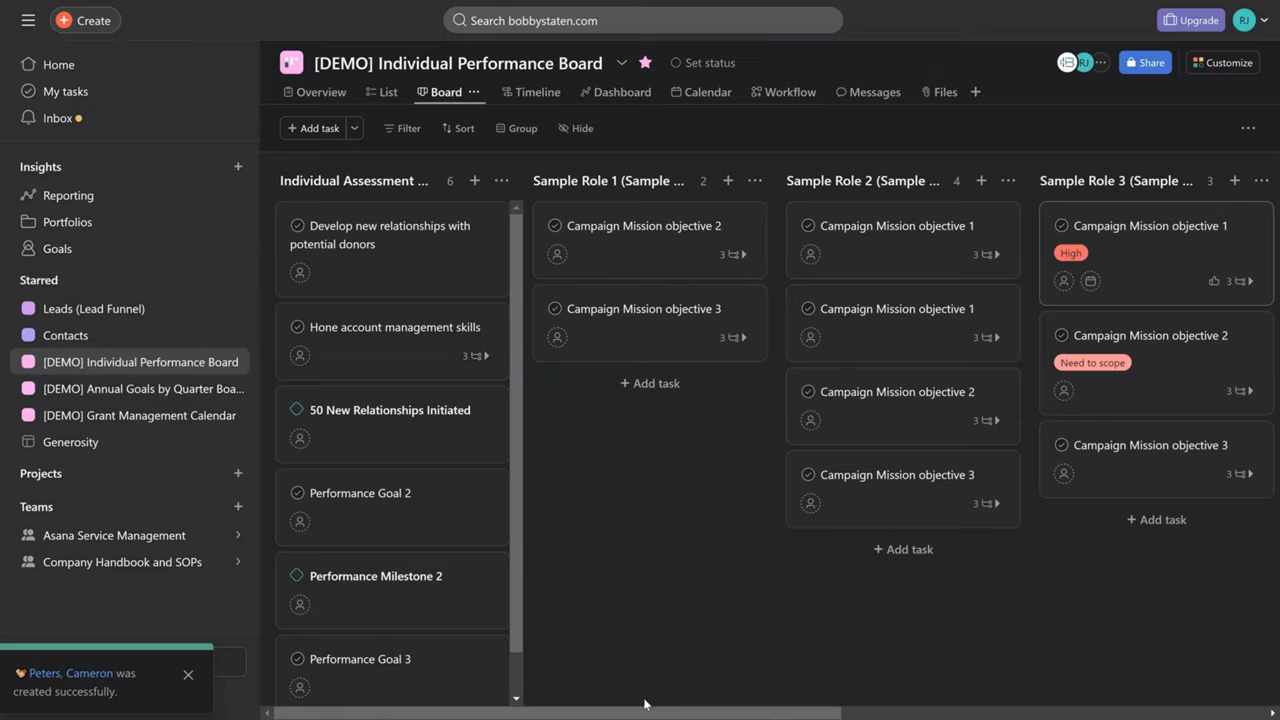 Create
Search bobbystaten.com
Upgrade
RJ
Home
My tasks
Inbox
Insights
Reporting
Portfolios
Goals
Starred
Leads (Lead Funnel)
Contacts
[DEMO] Individual Performance Board
[DEMO] Annual Goals by Quarter Boa...
[DEMO] Grant Management Calendar
Generosity
Projects
Teams
Asana Service Management
Company Handbook and SOPs
Peters, Cameron was
created successfully.
[DEMO] Individual Performance Board
Set status
RJ
Share
Customize
Overview
List
Board
Timeline
Dashboard
Calendar
Workflow
Messages
Files
Add task
Filter
Sort
Group
Hide
Individual Assessment ... 6
Develop new relationships with
potential donors
Hone account management skills
3
50 New Relationships Initiated
Performance Goal 2
Performance Milestone 2
Performance Goal 3
Sample Role 1 (Sample ... 2
Campaign Mission objective 2
3
Campaign Mission objective 3
3
+ Add task
Sample Role 2 (Sample ... 4
Campaign Mission objective 1
3
Campaign Mission objective 1
3
Campaign Mission objective 2
3
Campaign Mission objective 3
3
+ Add task
Sample Role 3 (Sample ... 3
Campaign Mission objective 1
High
3
Campaign Mission objective 2
Need to scope
3
Campaign Mission objective 3
3
+ Add task